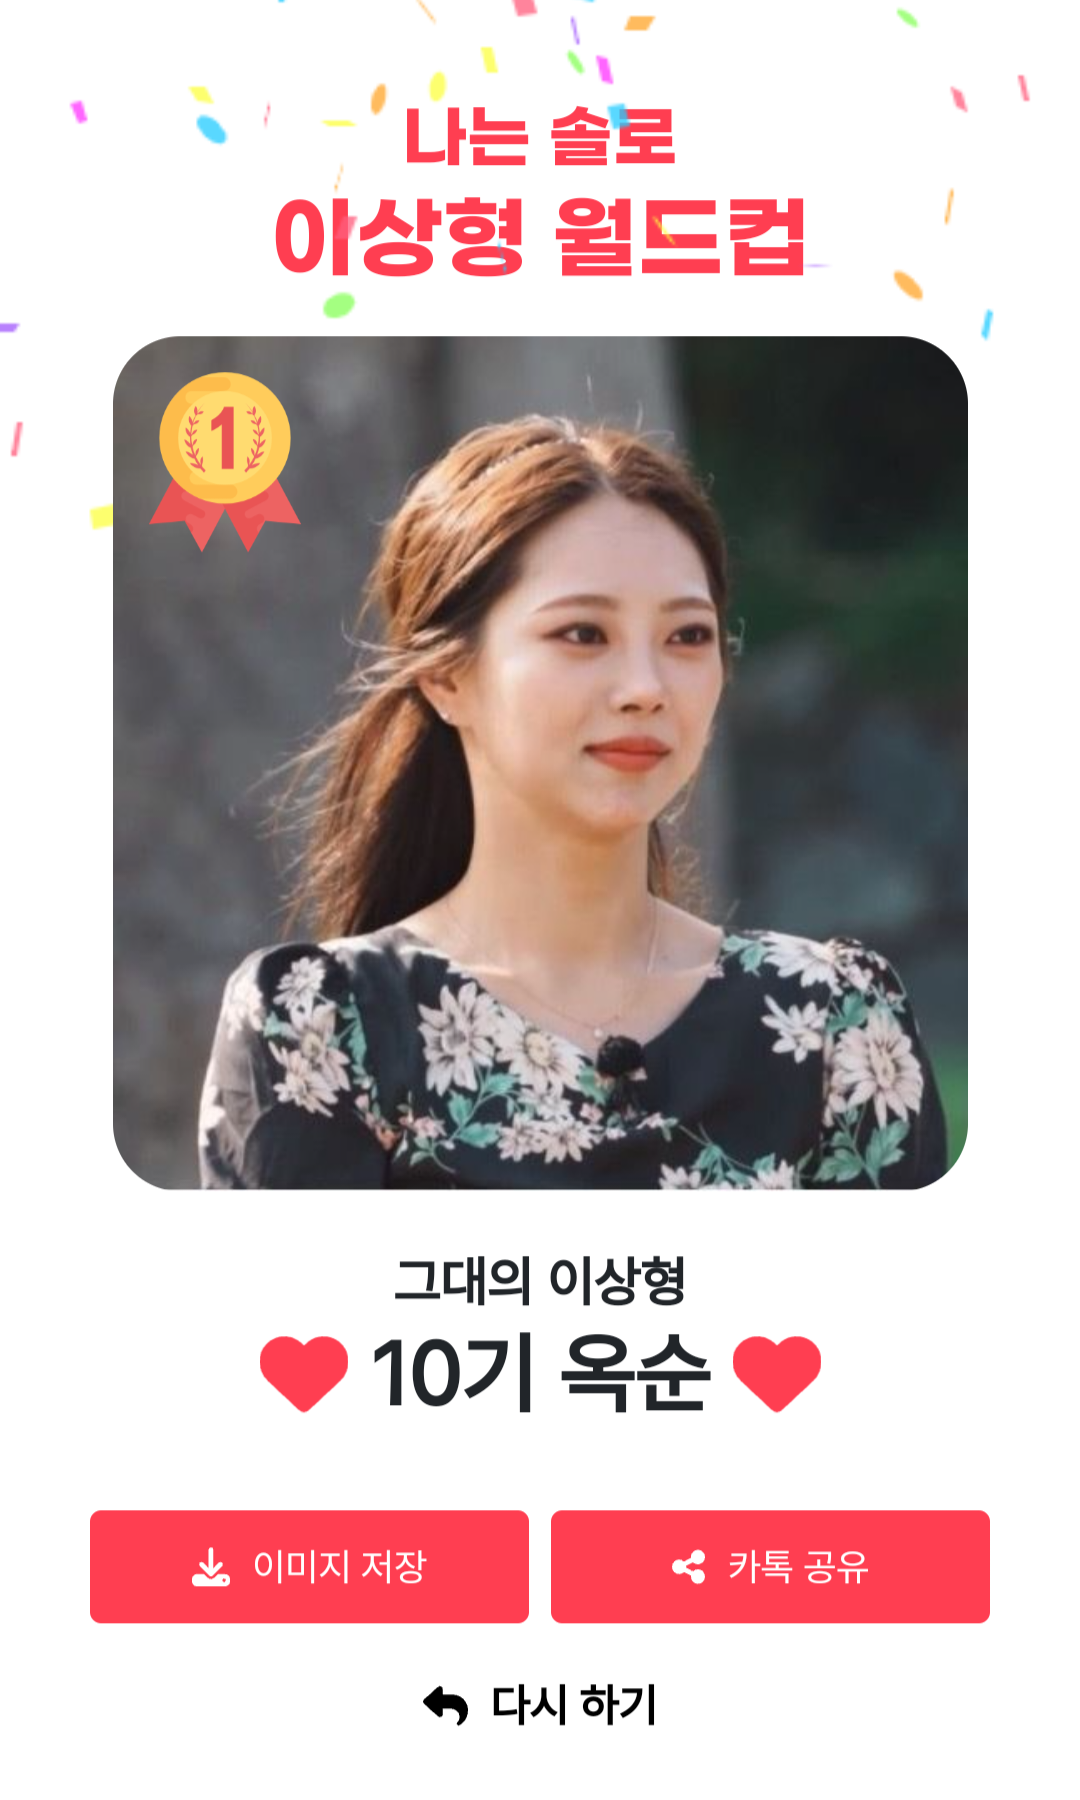 나는 솔로
이상형 월드컵
1
그대의 이상형
10기 옥순
이미지 저장
카톡 공유
다시 하기